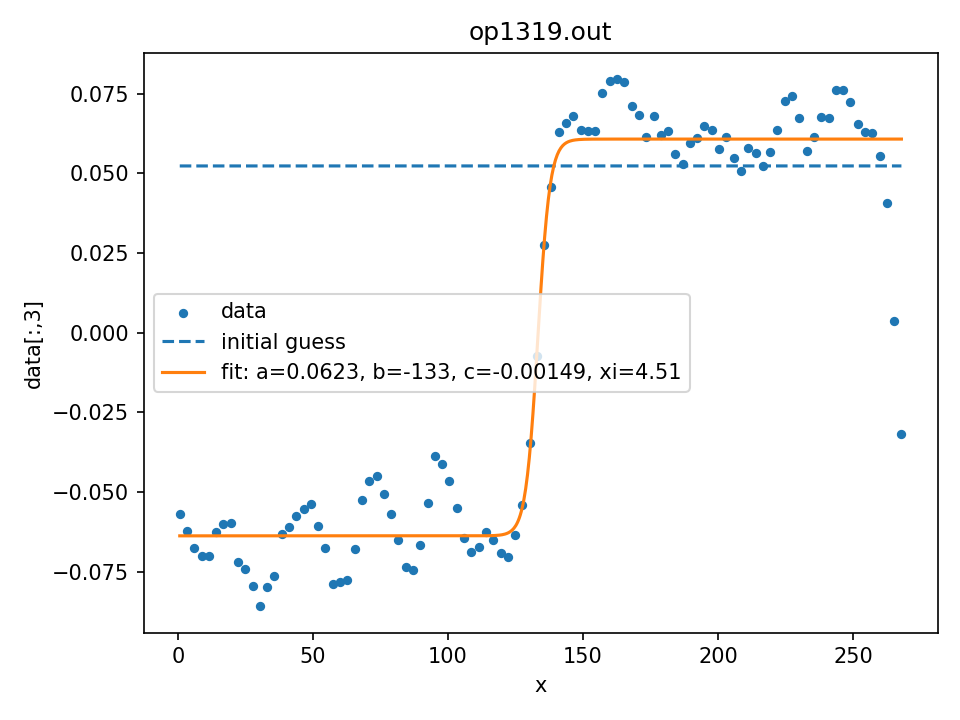 op1319.out
0.075
0.050
0.025
0.000
−0.025
−0.050
−0.075
data[:,3]
data
initial guess
fit: a=0.0623, b=-133, c=-0.00149, xi=4.51
0 50 100 150 200 250
x